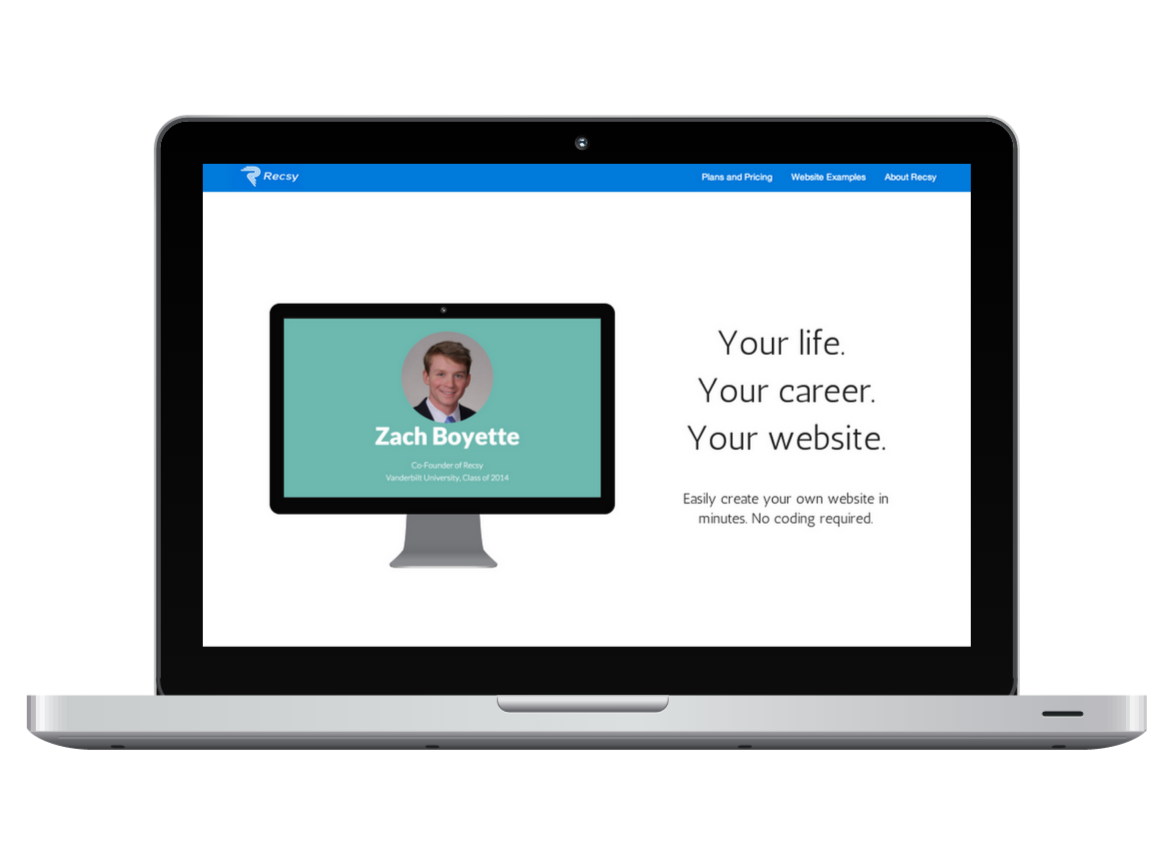 Recsy
Plans and Pricing
Website Examples
About Recsy
Zach Boyette
Co-Founder of Recsy
Vanderbilt University, Class of 2014
Your life.
Your career.
Your website.
Easily create your own website in
minutes. No coding required.